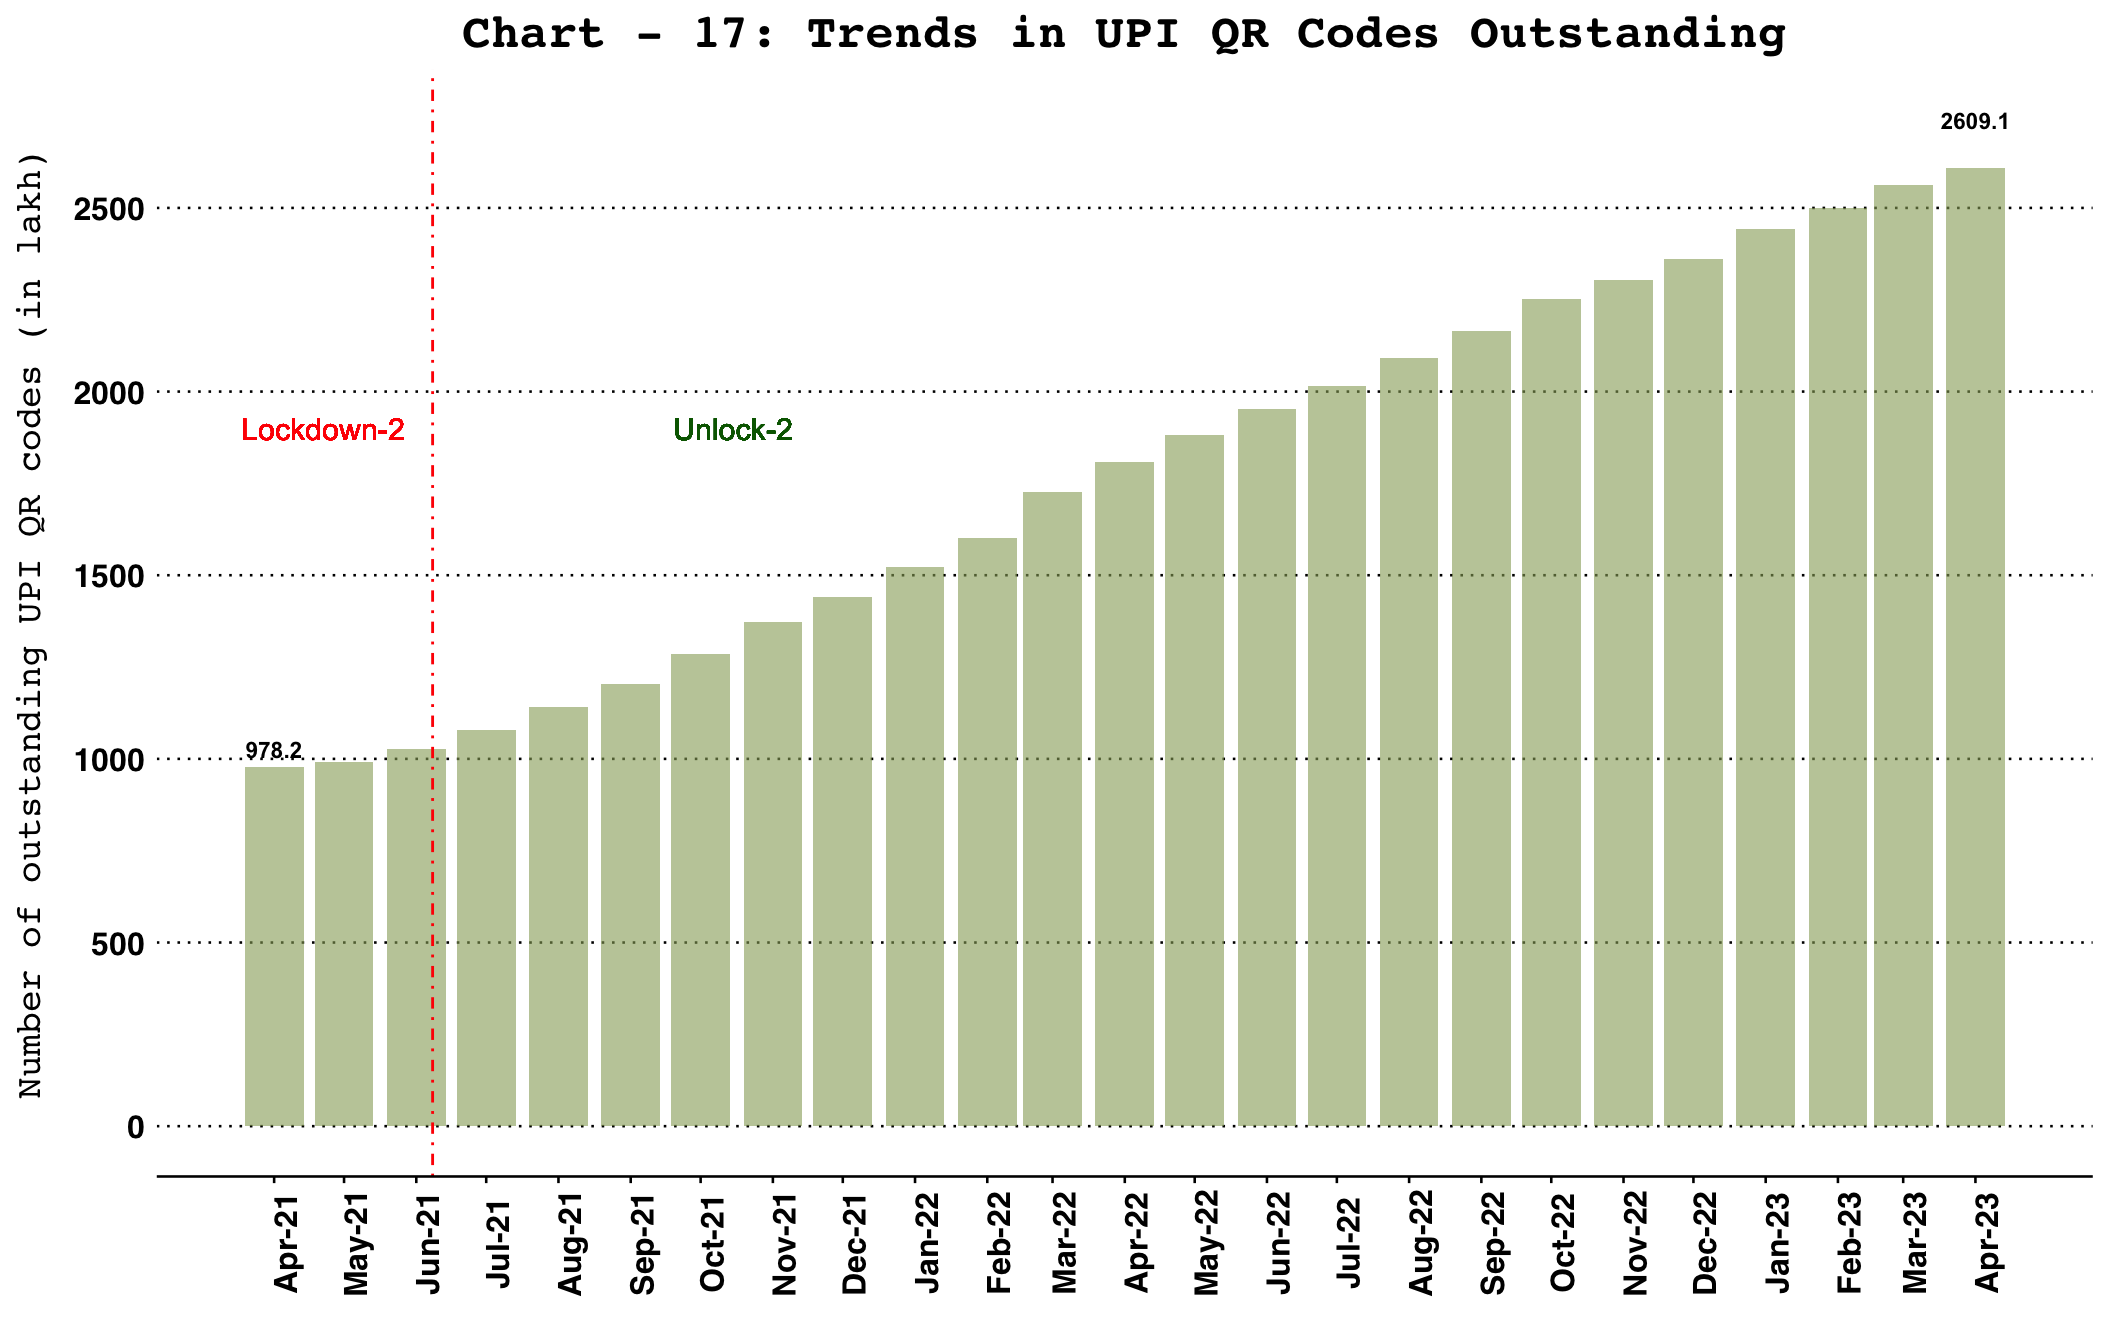 Chart - 17: Trends in UPI QR Codes Outstanding
Number of outstanding UPI QR codes (in lakh)
2609.1
2500
2000
Lockdown-2
Unlock-2
1500
978.2
1000
500
0
Apr-21
May-21
Jun-21
Jul-21
Aug-21
Sep-21
Oct-21
Nov-21
Dec-21
Jan-22
Feb-22
Mar-22
Apr-22
May-22
Jun-22
Jul-22
Aug-22
Sep-22
Oct-22
Nov-22
Dec-22
Jan-23
Feb-23
Mar-23
Apr-23